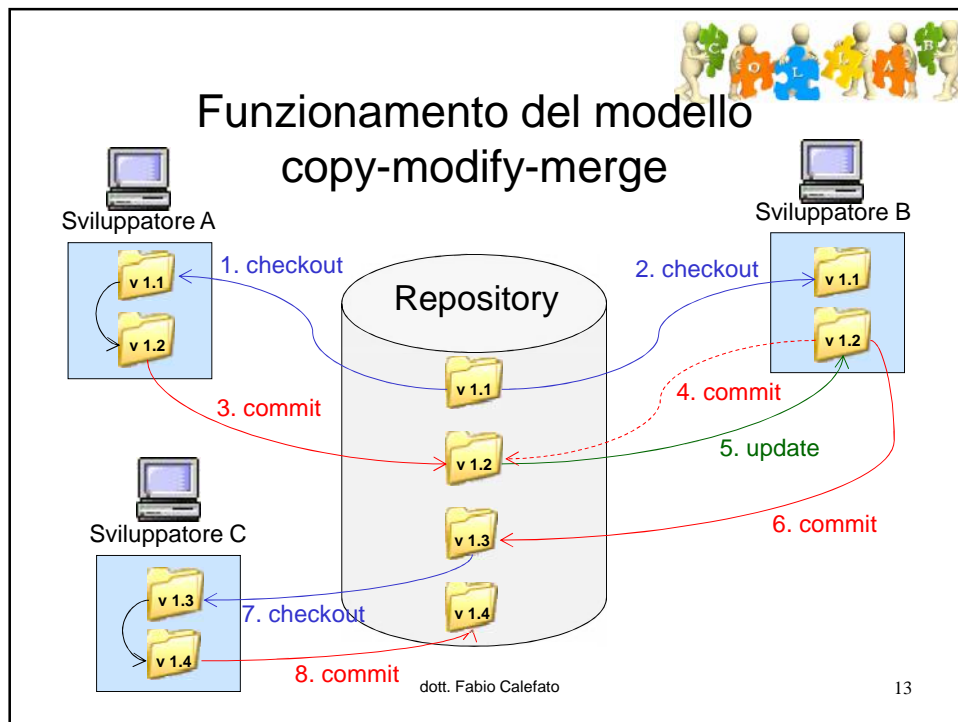 C O L L A B
Funzionamento del modello
copy-modify-merge
Sviluppatore A
v 1.1
v 1.2
1. checkout
Repository
v 1.1
v 1.2
v 1.3
v 1.4
2. checkout
Sviluppatore B
v 1.1
v 1.2
3. commit
4. commit
5. update
6. commit
Sviluppatore C
v 1.3
v 1.4
7. checkout
8. commit
dott. Fabio Calefato
13